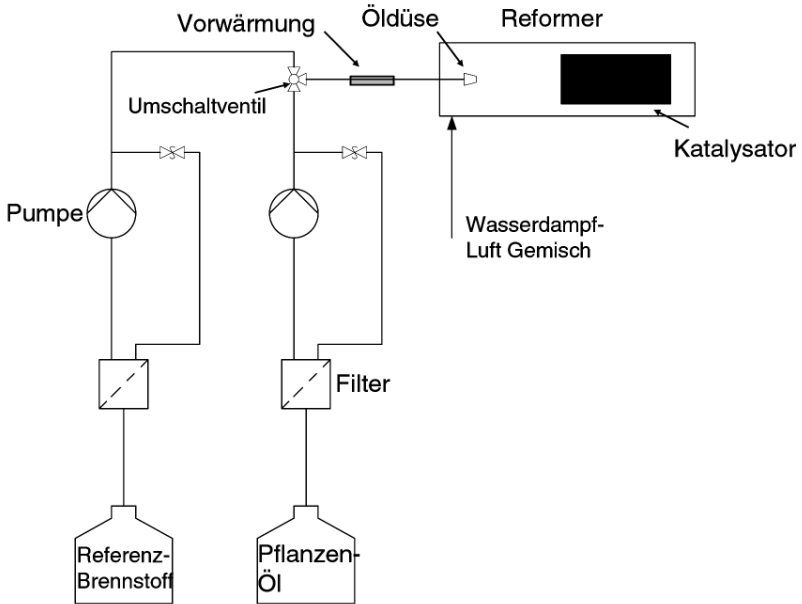 Vorwärmung
Öldüse
Reformer
Umschaltventil
Katalysator
Pumpe
Wasserdampf-
Luft Gemisch
Filter
Referenz-
Brennstoff
Pflanzen-
Öl